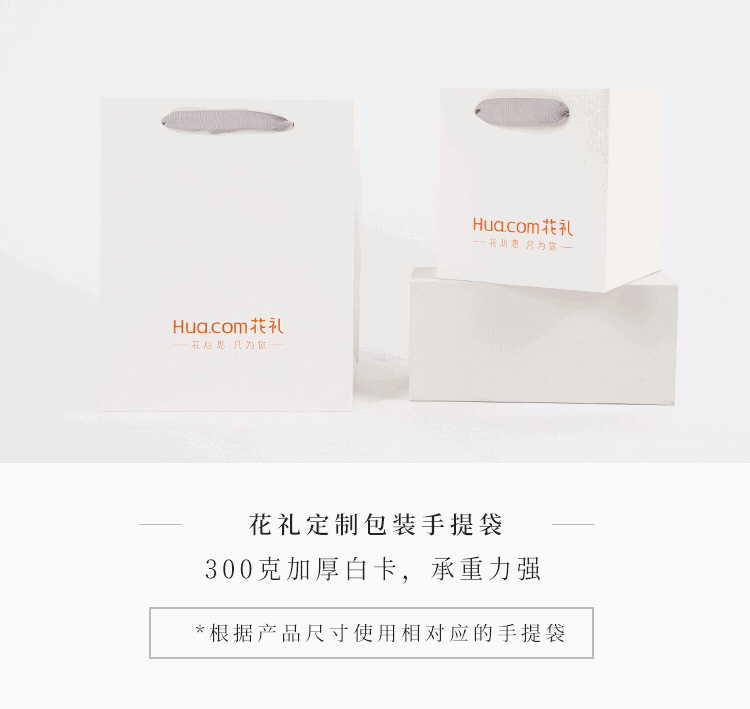 Hua.com花礼
花心思 只为您
Hua.com花礼
花心思 只为您
花礼定制包装手提袋
300克加厚白卡，承重力强
*根据产品尺寸使用相对应的手提袋